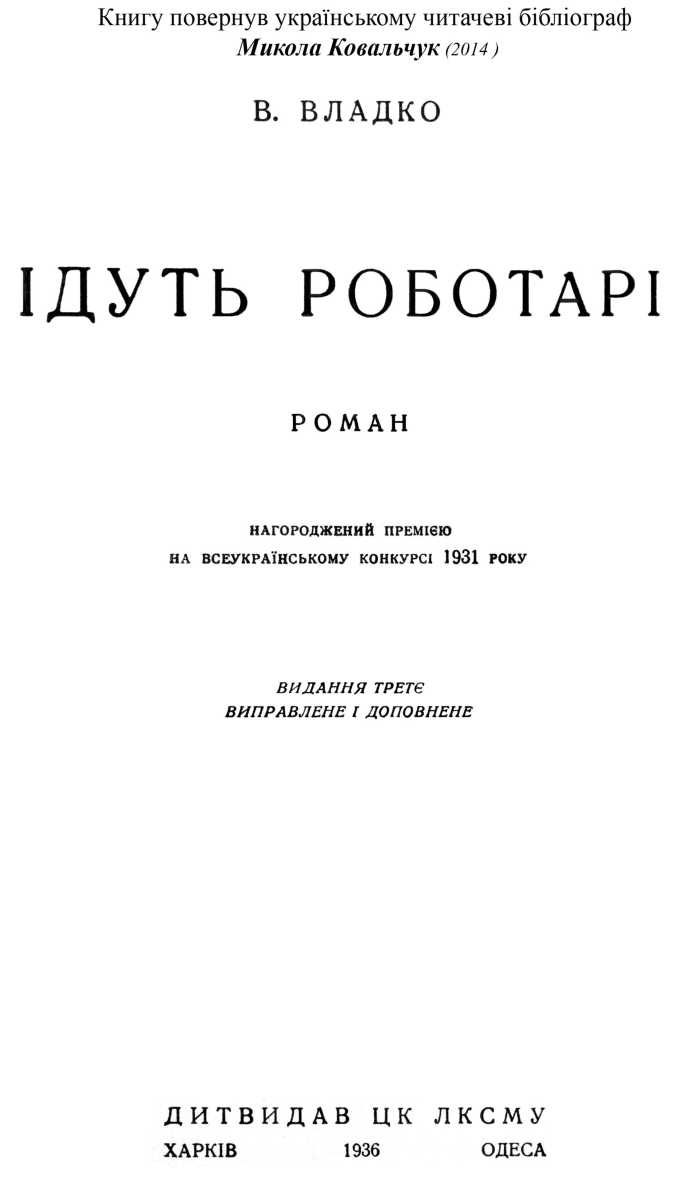 Книгу повернув українському читачеві бібліограф
Микола Ковальчук (2014 )
В. ВЛАДКО
ІДУТЬ РОБОТАРІ
РОМАН
НАГОРОДЖЕНИЙ ПРЕМІЄЮ
НА ВСЕУКРАЇНСЬКОМУ КОНКУРСІ 1931 РОКУ
ВИДАННЯ ТРЕТЄ
ВИПРАВЛЕНЕ І ДОПОВНЕНЕ
ДИТВИДАВ ЦК ЛКСМУ
ХАРКІВ 1936 ОДЕСА